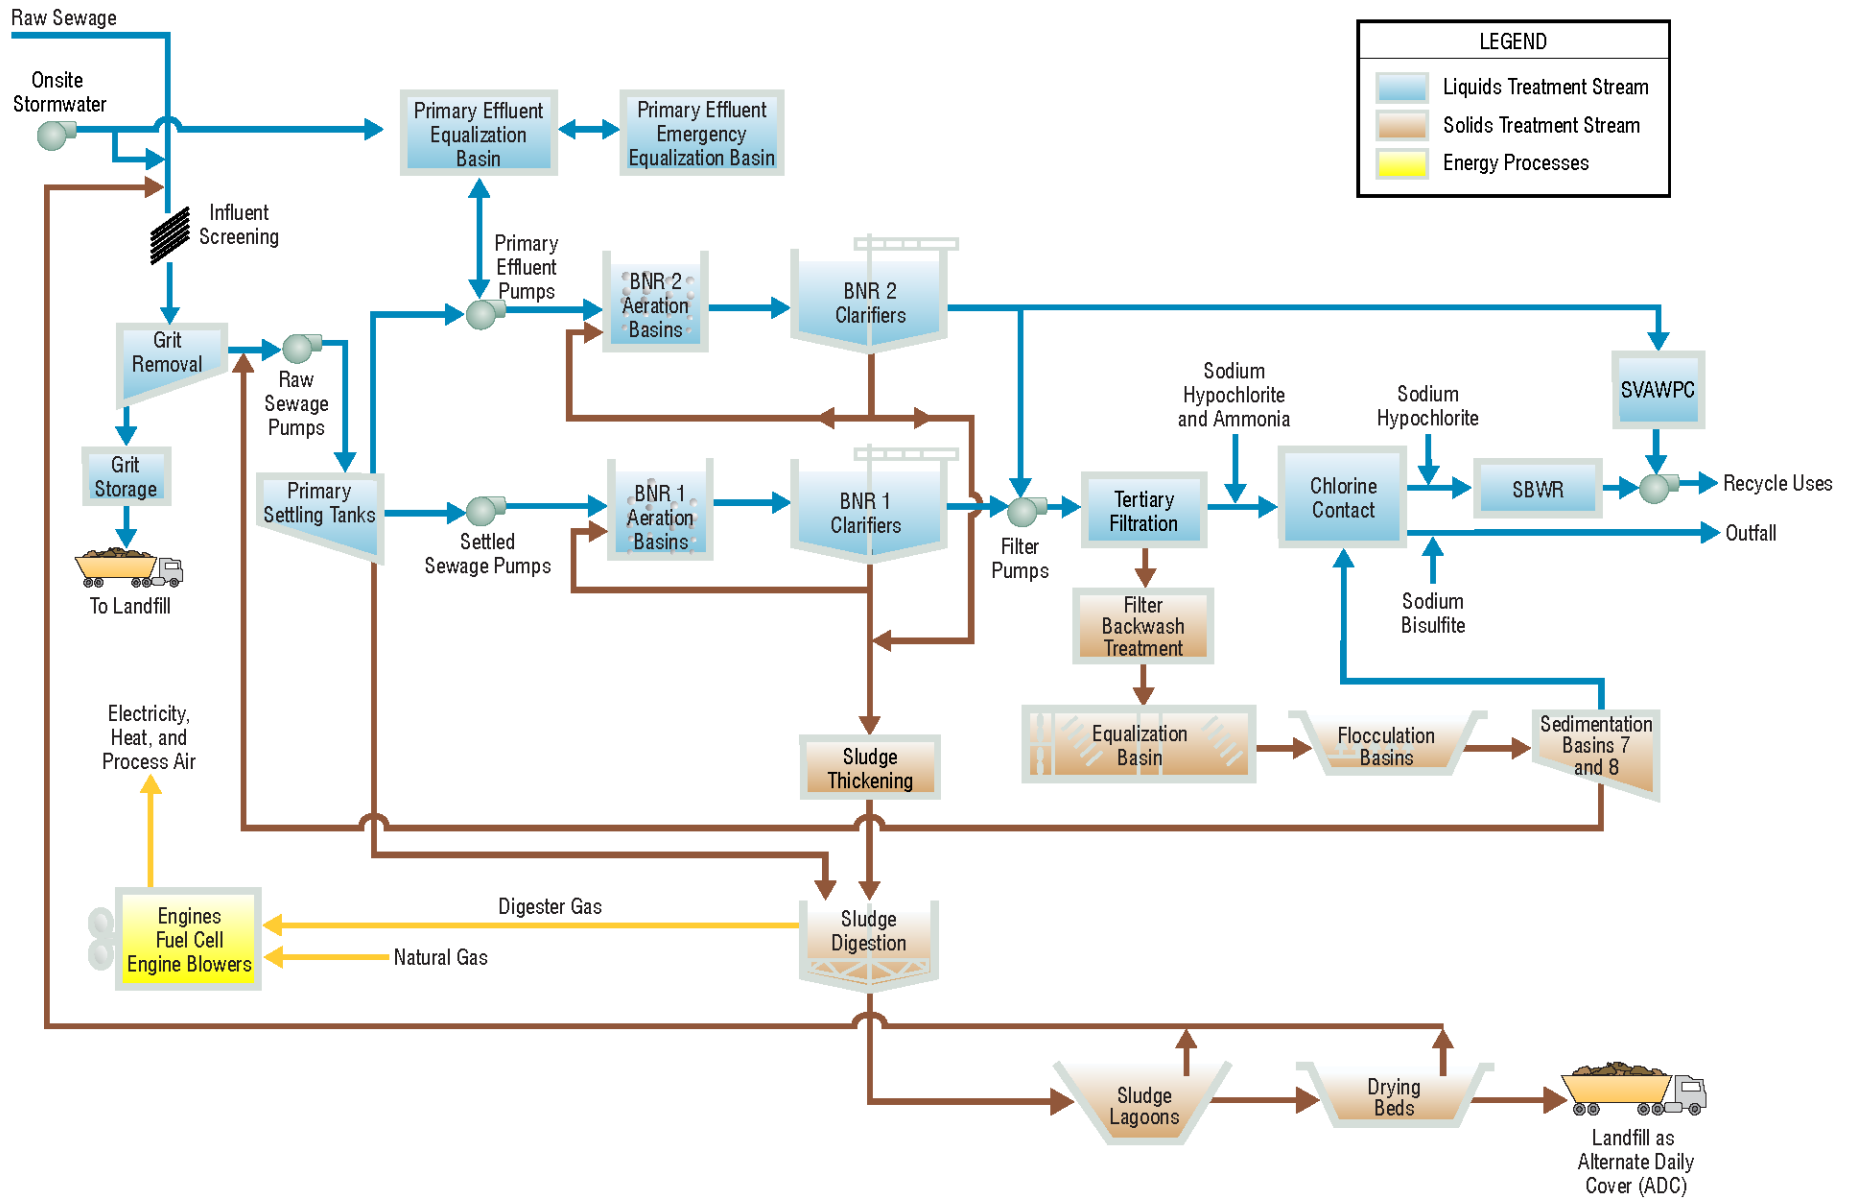 Raw Sewage
Onsite
Stormwater
Primary Effluent
Equalization
Basin
Primary Effluent
Emergency
Equalization Basin
LEGEND
Liquids Treatment Stream
Solids Treatment Stream
Energy Processes
Influent
Screening
Primary
Effluent
Pumps
BNR 2
Aeration
Basins
BNR 2
Clarifiers
Grit
Removal
Raw
Sewage
Pumps
Sodium
Hypochlorite
and Ammonia
Sodium
Hypochlorite
SVAWPC
Grit
Storage
Primary
Settling Tanks
Settled
Sewage Pumps
BNR 1
Aeration
Basins
BNR 1
Clarifiers
Filter
Pumps
Tertiary
Filtration
Chlorine
Contact
SBWR
Recycle Uses
Outfall
To Landfill
Filter
Backwash
Treatment
Sodium
Bisulfite
Electricity,
Heat, and
Process Air
Sludge
Thickening
Equalization
Basin
Flocculation
Basins
Sedimentation
Basins 7
and 8
Engines
Fuel Cell
Engine Blowers
Digester Gas
Natural Gas
Sludge
Digestion
Sludge
Lagoons
Drying
Beds
Landfill as
Alternate Daily
Cover (ADC)